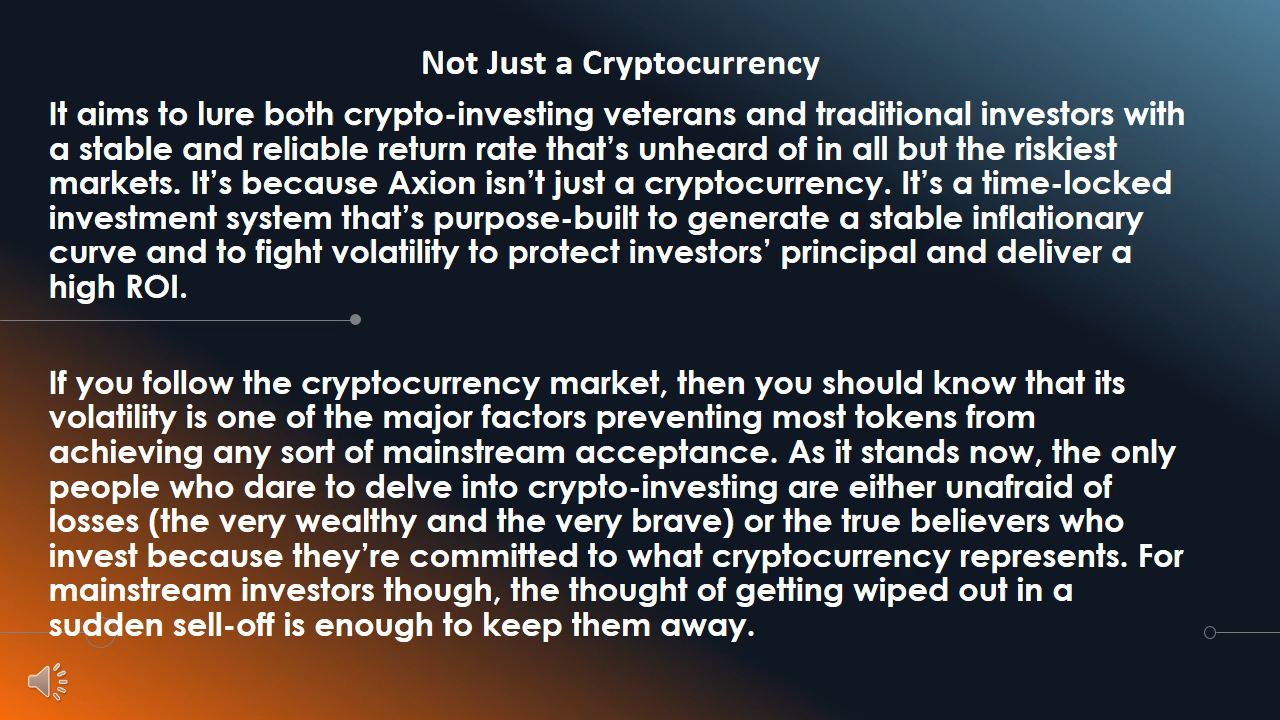 Not Just a Cryptocurrency
It aims to lure both crypto-investing veterans and traditional investors with
a stable and reliable return rate that’s unheard of in all but the riskiest
markets. It’s because Axion isn’t just a cryptocurrency. It’s a time-locked
investment system that’s purpose-built to generate a stable inflationary
curve and to fight volatility to protect investors’ principal and deliver a
high ROI.
If you follow the cryptocurrency market, then you should know that its
volatility is one of the major factors preventing most tokens from
achieving any sort of mainstream acceptance. As it stands now, the only
people who dare to delve into crypto-investing are either unafraid of
losses (the very wealthy and the very brave) or the true believers who
invest because they’re committed to what cryptocurrency represents. For
mainstream investors though, the thought of getting wiped out in a
sudden sell-off is enough to keep them away.